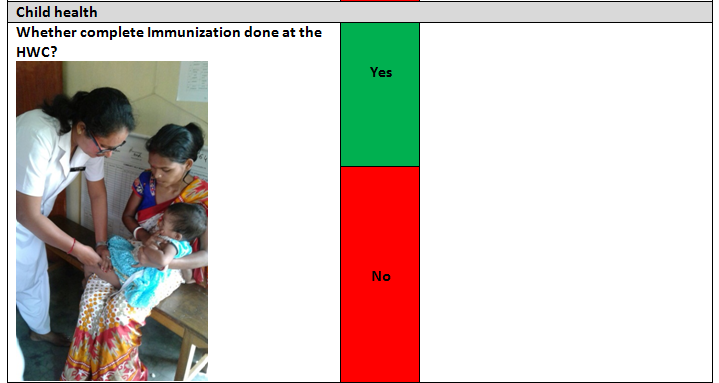 Child health
Whether complete Immunization done at the
HWC?
Yes
No